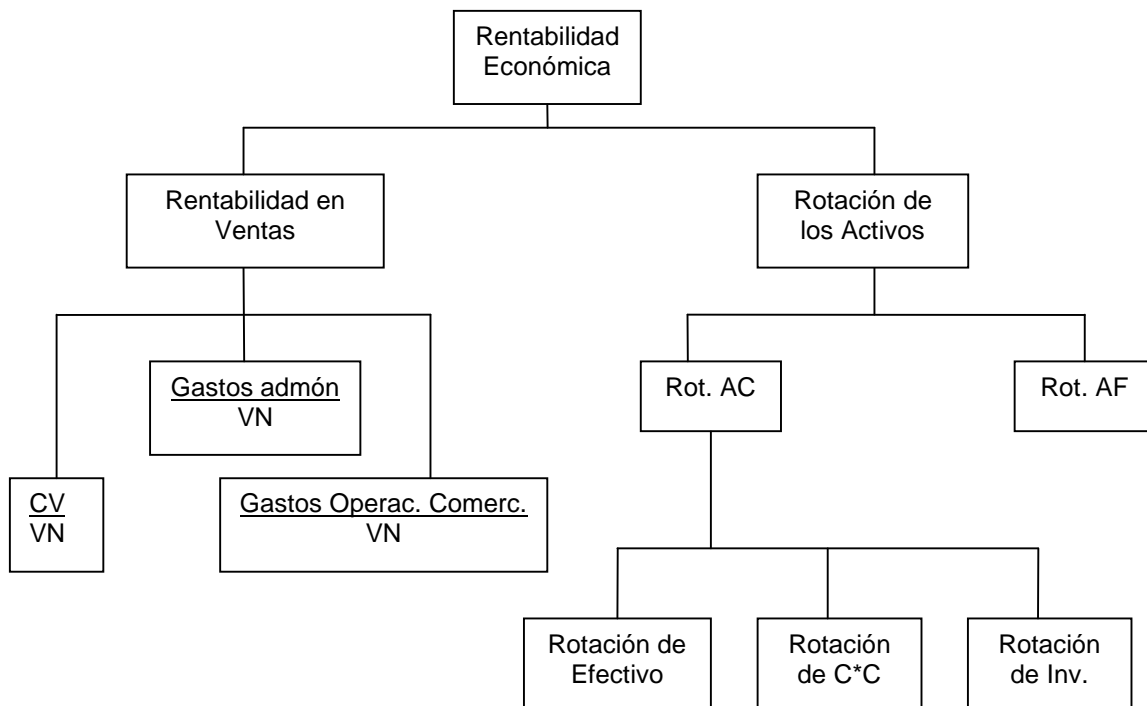 Rentabilidad
Económica
Rentabilidad en
Ventas
Rotación de
los Activos
Gastos admón
VN
Rot. AC
Rot. AF
CV
VN
Gastos Operac. Comerc.
VN
Rotación de
Efectivo
Rotación
de C*C
Rotación
de Inv.